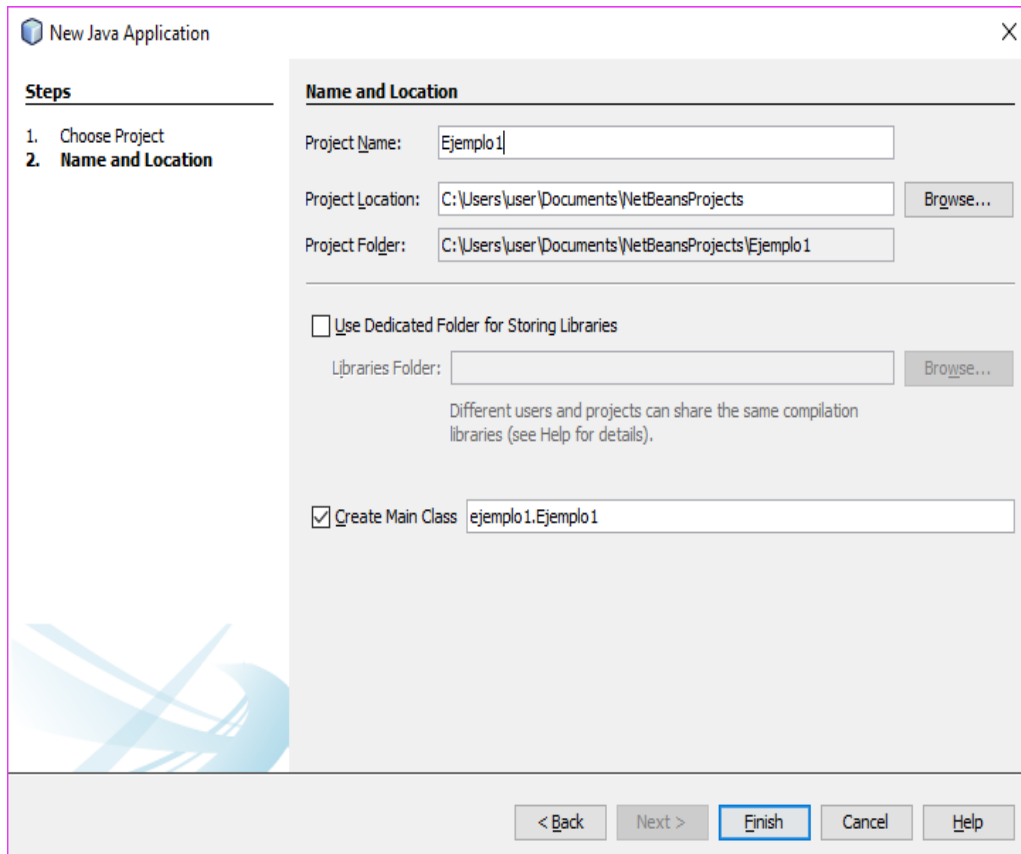 New Java Application
Steps
1. Choose Project
2. Name and Location
Name and Location
Project Name: Ejemplo1
Project Location: C:\Users\user\Documents\NetBeansProjects Browse...
Project Folder: C:\Users\user\Documents\NetBeansProjects\Ejemplo1
Use Dedicated Folder for Storing Libraries
Libraries Folder: Browse...
Different users and projects can share the same compilation
libraries (see Help for details).
Create Main Class ejemplo1.Ejemplo1
< Back Next > Finish Cancel Help